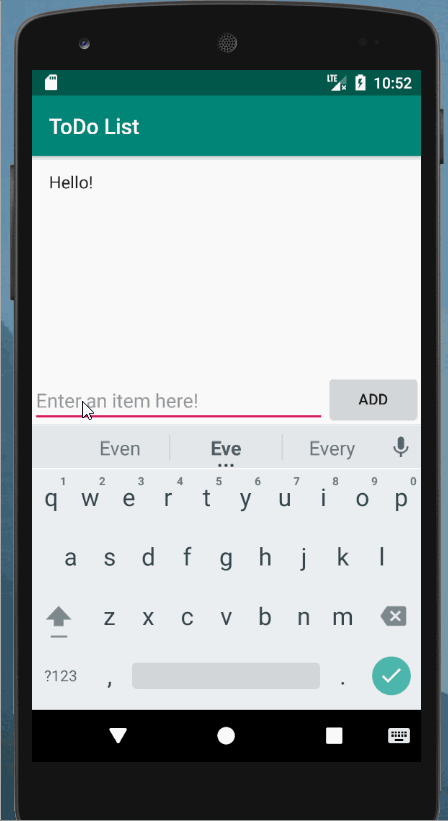 LTE 10:52
ToDo List
Hello!
Enter an item here!
ADD
Even Eve Every
1 2 3 4 5 6 7 8 9 0
q w e r t y u i o p
a s d f g h j k l
z x c v b n m
?123 , .